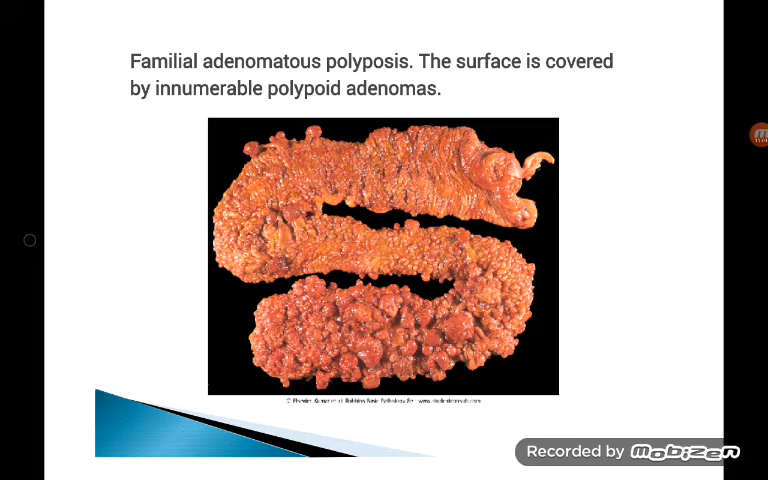 Familial adenomatous polyposis. The surface is covered
by innumerable polypoid adenomas.
Recorded by mobizen